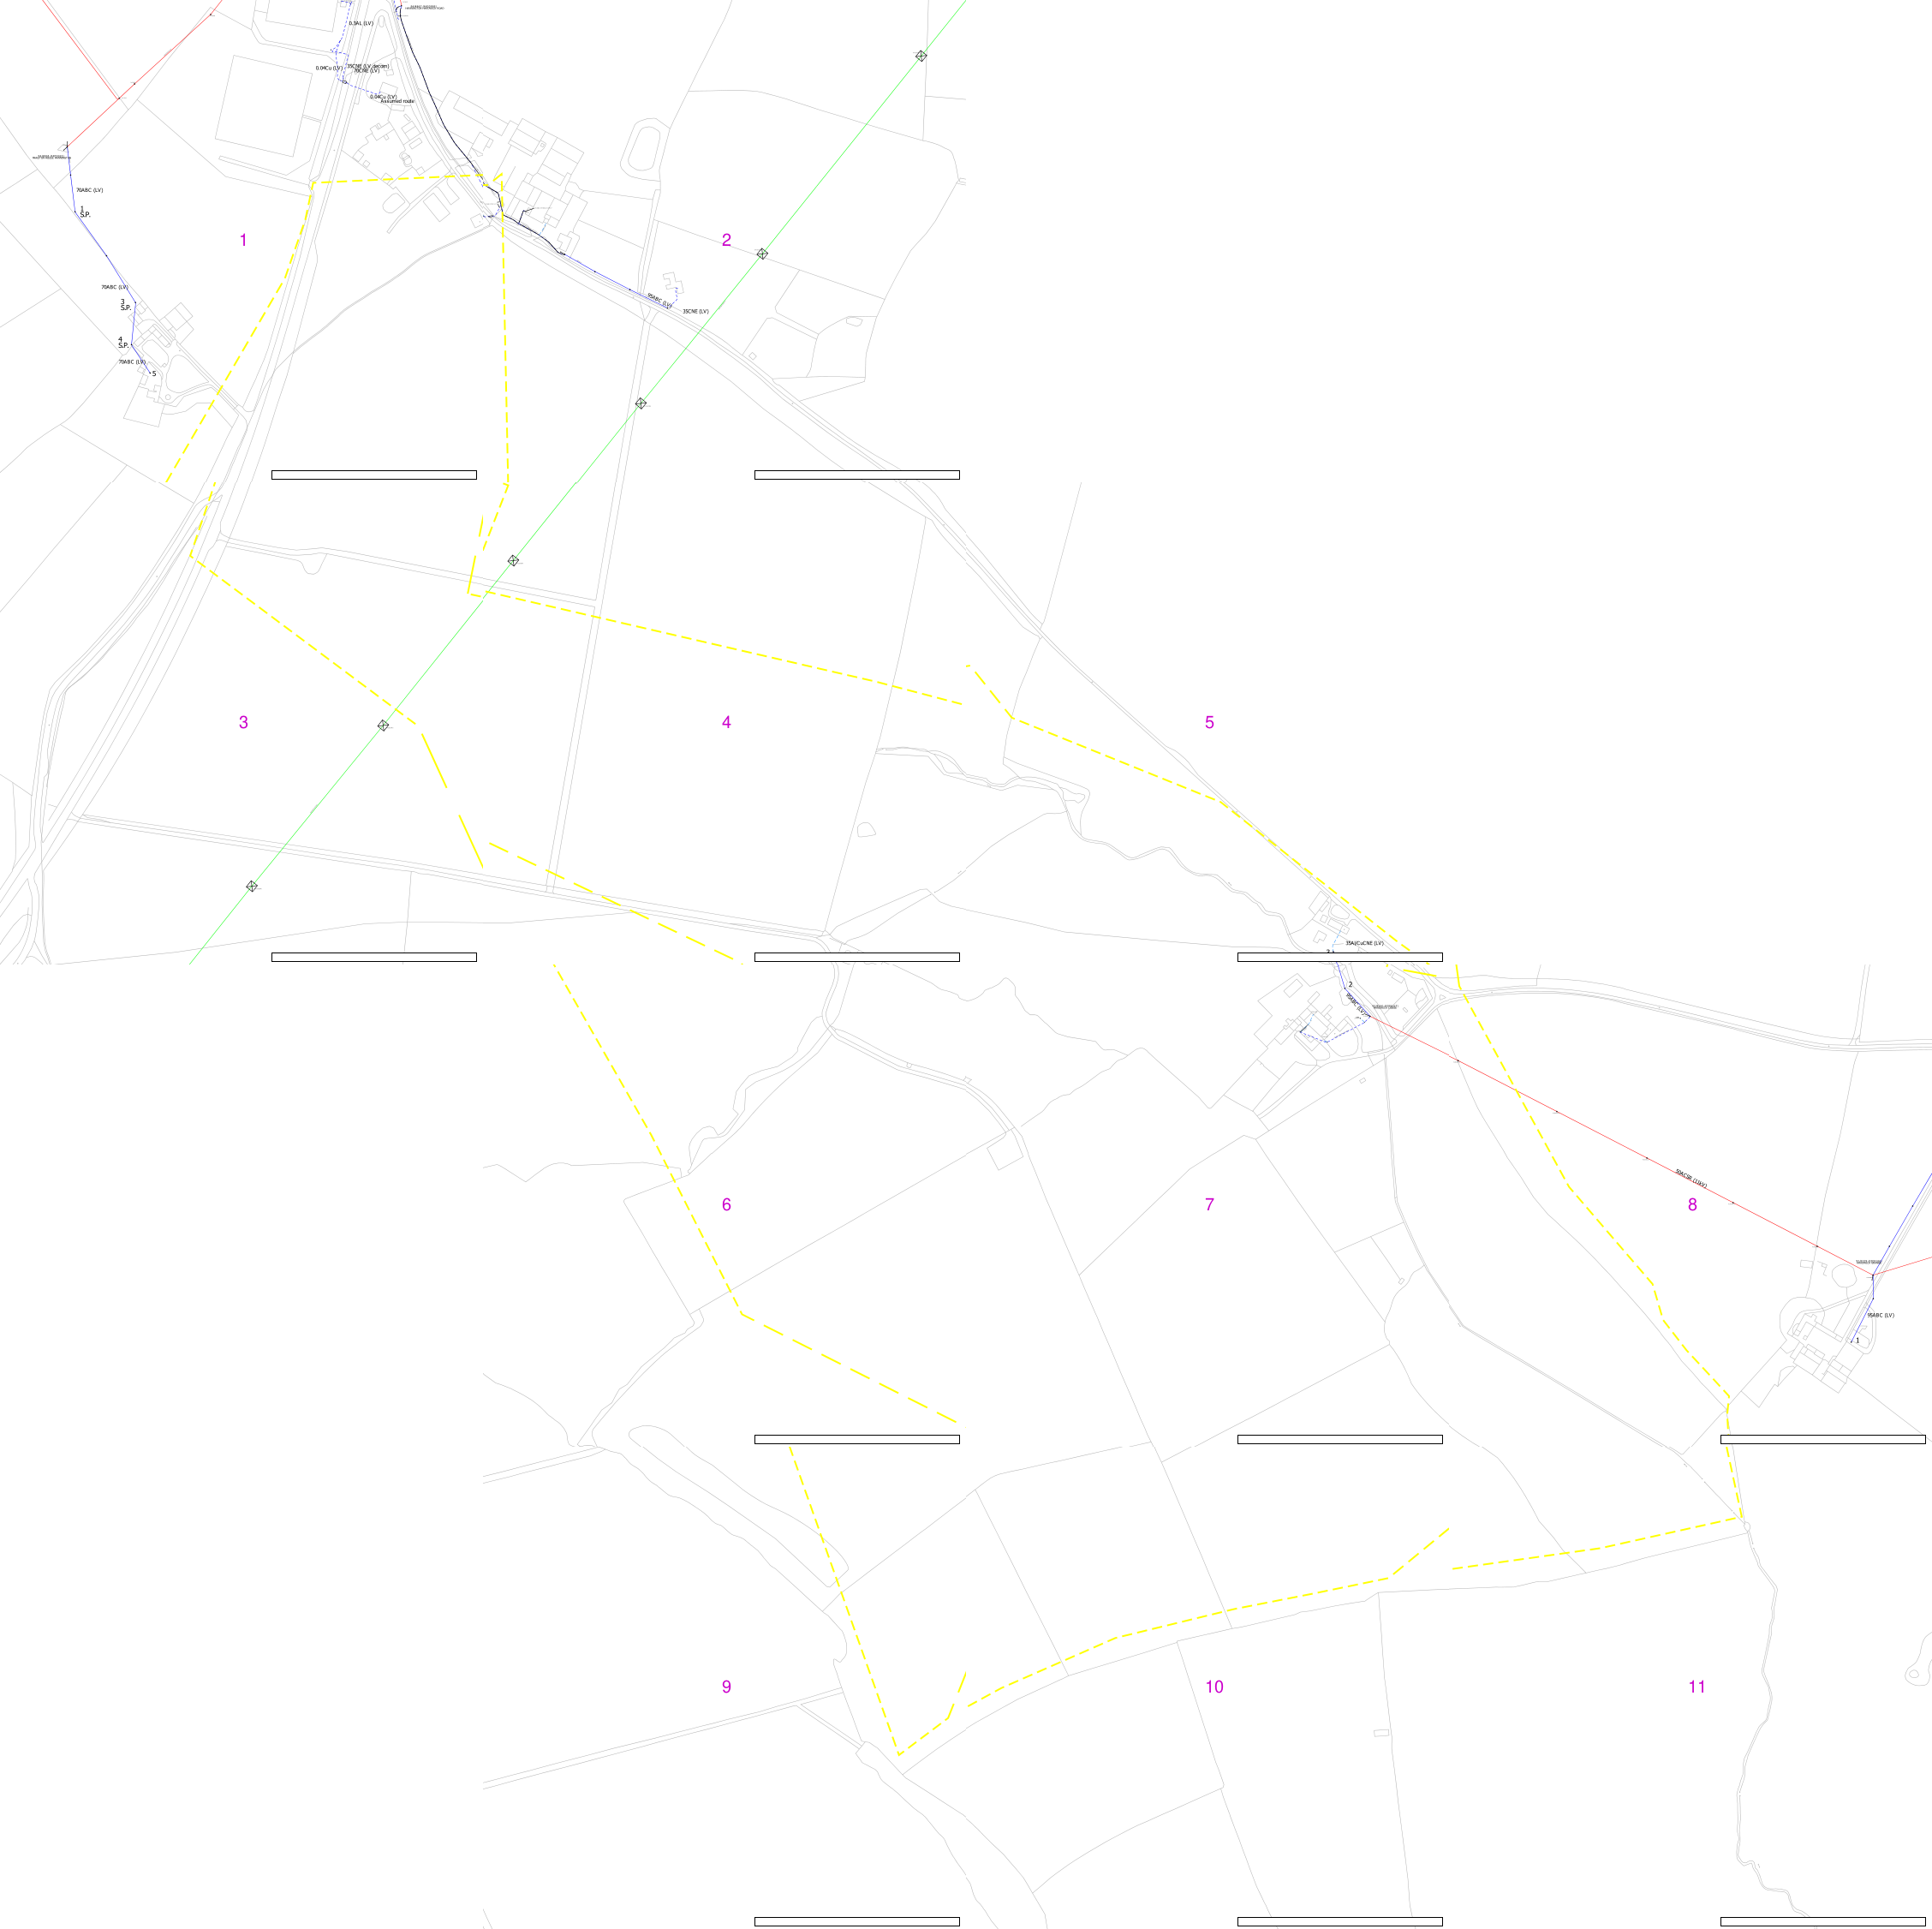 0.3AL (LV)
0.04Cu (LV)
35CNE (LV)
70CNE (LV)
0.04Cu (LV)
Assumed route
70ABC (LV)
1
S.P.
1
2
70ABC (LV)
3
S.P.
95ABC (LV)
35CNE (LV)
4
S.P.
70ABC (LV)
5
3
4
5
35Al/CuCNE (LV)
2
95ABC (LV)
50ACSR (11KV)
6
7
8
95ABC (LV)
1
9
10
11